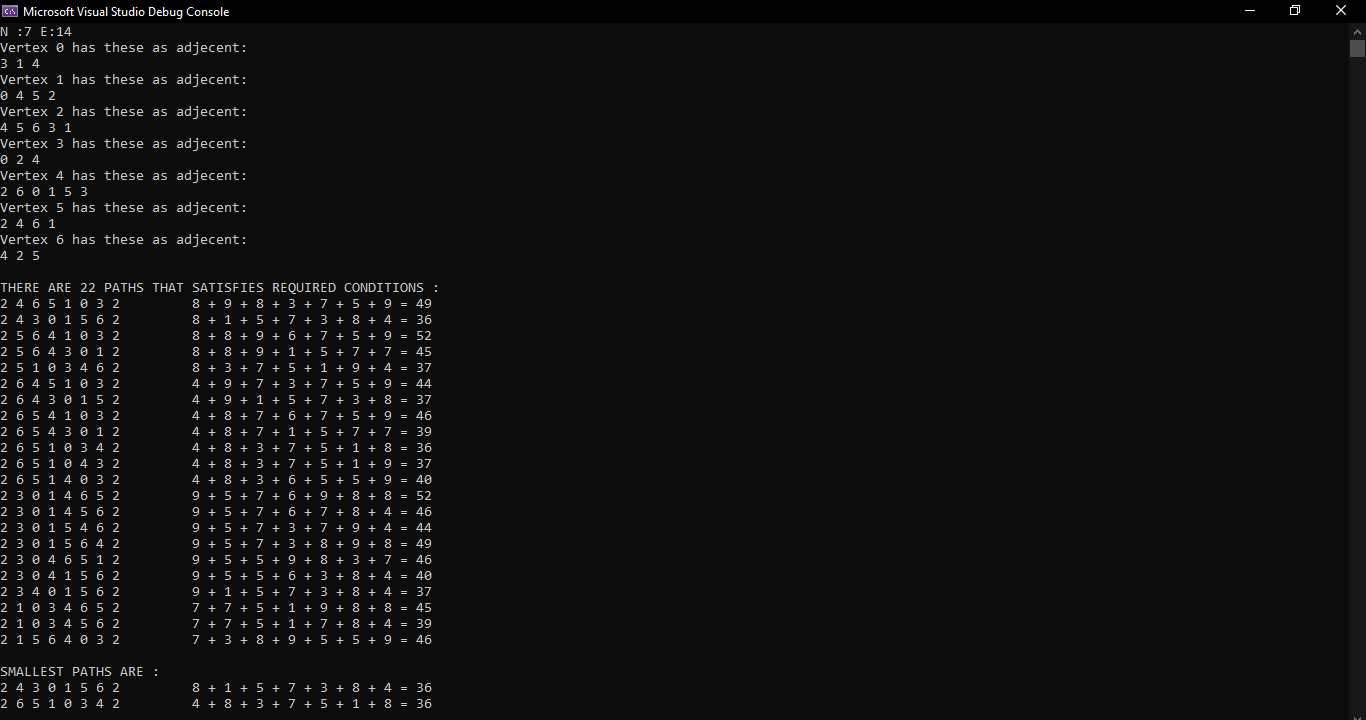 Microsoft Visual Studio Debug Console
N :7 E:14
Vertex 0 has these as adjecent:
3 1 4
Vertex 1 has these as adjecent:
0 4 5 2
Vertex 2 has these as adjecent:
4 5 6 3 1
Vertex 3 has these as adjecent:
0 2 4
Vertex 4 has these as adjecent:
2 6 0 1 5 3
Vertex 5 has these as adjecent:
2 4 6 1
Vertex 6 has these as adjecent:
4 2 5
THERE ARE 22 PATHS THAT SATISFIES REQUIRED CONDITIONS :
2 4 6 5 1 0 3 2 8 + 9 + 8 + 3 + 7 + 5 + 9 = 49
2 4 3 0 1 5 6 2 8 + 1 + 5 + 7 + 3 + 8 + 4 = 36
2 5 6 4 1 0 3 2 8 + 8 + 9 + 6 + 7 + 5 + 9 = 52
2 5 6 4 3 0 1 2 8 + 8 + 9 + 1 + 5 + 7 + 7 = 45
2 5 1 0 3 4 6 2 8 + 3 + 7 + 5 + 1 + 9 + 4 = 37
2 6 4 5 1 0 3 2 4 + 9 + 7 + 3 + 7 + 5 + 9 = 44
2 6 4 3 0 1 5 2 4 + 9 + 1 + 5 + 7 + 3 + 8 = 37
2 6 5 4 1 0 3 2 4 + 8 + 7 + 6 + 7 + 5 + 9 = 46
2 6 5 4 3 0 1 2 4 + 8 + 7 + 1 + 5 + 7 + 7 = 39
2 6 5 1 0 3 4 2 4 + 8 + 3 + 7 + 5 + 1 + 8 = 36
2 6 5 1 0 4 3 2 4 + 8 + 3 + 7 + 5 + 1 + 9 = 37
2 6 5 1 4 0 3 2 4 + 8 + 3 + 6 + 5 + 5 + 9 = 40
2 3 0 1 4 6 5 2 9 + 5 + 7 + 6 + 9 + 8 + 8 = 52
2 3 0 1 4 5 6 2 9 + 5 + 7 + 6 + 7 + 8 + 4 = 46
2 3 0 1 5 4 6 2 9 + 5 + 7 + 3 + 7 + 9 + 4 = 44
2 3 0 1 5 6 4 2 9 + 5 + 7 + 3 + 8 + 9 + 8 = 49
2 3 0 4 6 5 1 2 9 + 5 + 5 + 9 + 8 + 3 + 7 = 46
2 3 0 4 1 5 6 2 9 + 5 + 5 + 6 + 3 + 8 + 4 = 40
2 3 4 0 1 5 6 2 9 + 1 + 5 + 7 + 3 + 8 + 4 = 37
2 1 0 3 4 6 5 2 7 + 7 + 5 + 1 + 9 + 8 + 8 = 45
2 1 0 3 4 5 6 2 7 + 7 + 5 + 1 + 7 + 8 + 4 = 39
2 1 5 6 4 0 3 2 7 + 3 + 8 + 9 + 5 + 5 + 9 = 46
SMALLEST PATHS ARE :
2 4 3 0 1 5 6 2 8 + 1 + 5 + 7 + 3 + 8 + 4 = 36
2 6 5 1 0 3 4 2 4 + 8 + 3 + 7 + 5 + 1 + 8 = 36